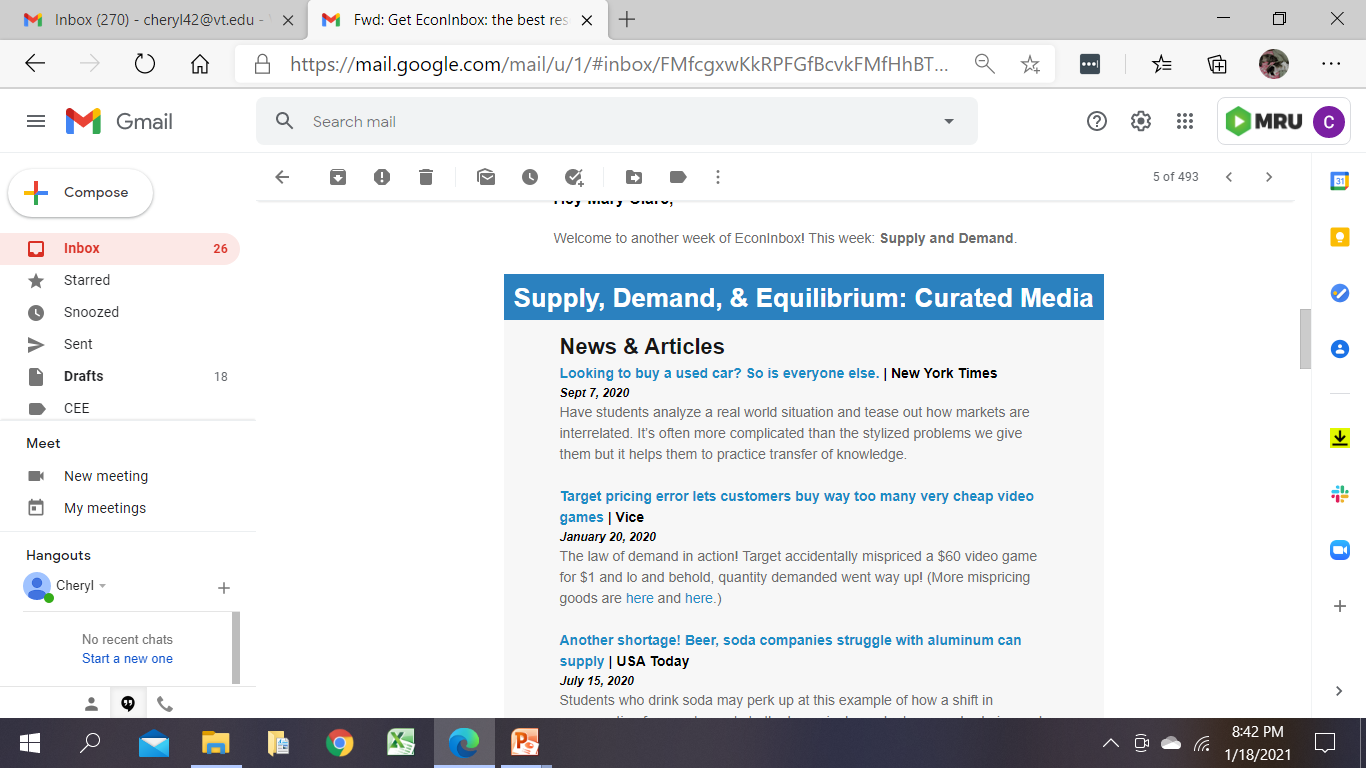 Inbox (270) - cheryl42@vt.edu -
Fwd: Get EconInbox: the best res
https://mail.google.com/mail/u/1/#inbox/FMfcgxwKkRPFGfBcvkFMfHhBT...
Gmail
Search mail
MRU
C
Compose
5 of 493
31
Inbox 26
Starred
Snoozed
Sent
Drafts 18
CEE
Meet
New meeting
My meetings
Hangouts
Cheryl
No recent chats
Start a new one
Hey Mary Clare,
Welcome to another week of EconInbox! This week: Supply and Demand.
Supply, Demand, & Equilibrium: Curated Media
News & Articles
Looking to buy a used car? So is everyone else. | New York Times
Sept 7, 2020
Have students analyze a real world situation and tease out how markets are
interrelated. It's often more complicated than the stylized problems we give
them but it helps them to practice transfer of knowledge.
Target pricing error lets customers buy way too many very cheap video
games | Vice
January 20, 2020
The law of demand in action! Target accidentally mispriced a $60 video game
for $1 and lo and behold, quantity demanded went way up! (More mispricing
goods are here and here.)
Another shortage! Beer, soda companies struggle with aluminum can
supply | USA Today
July 15, 2020
Students who drink soda may perk up at this example of how a shift in
8:42 PM
1/18/2021